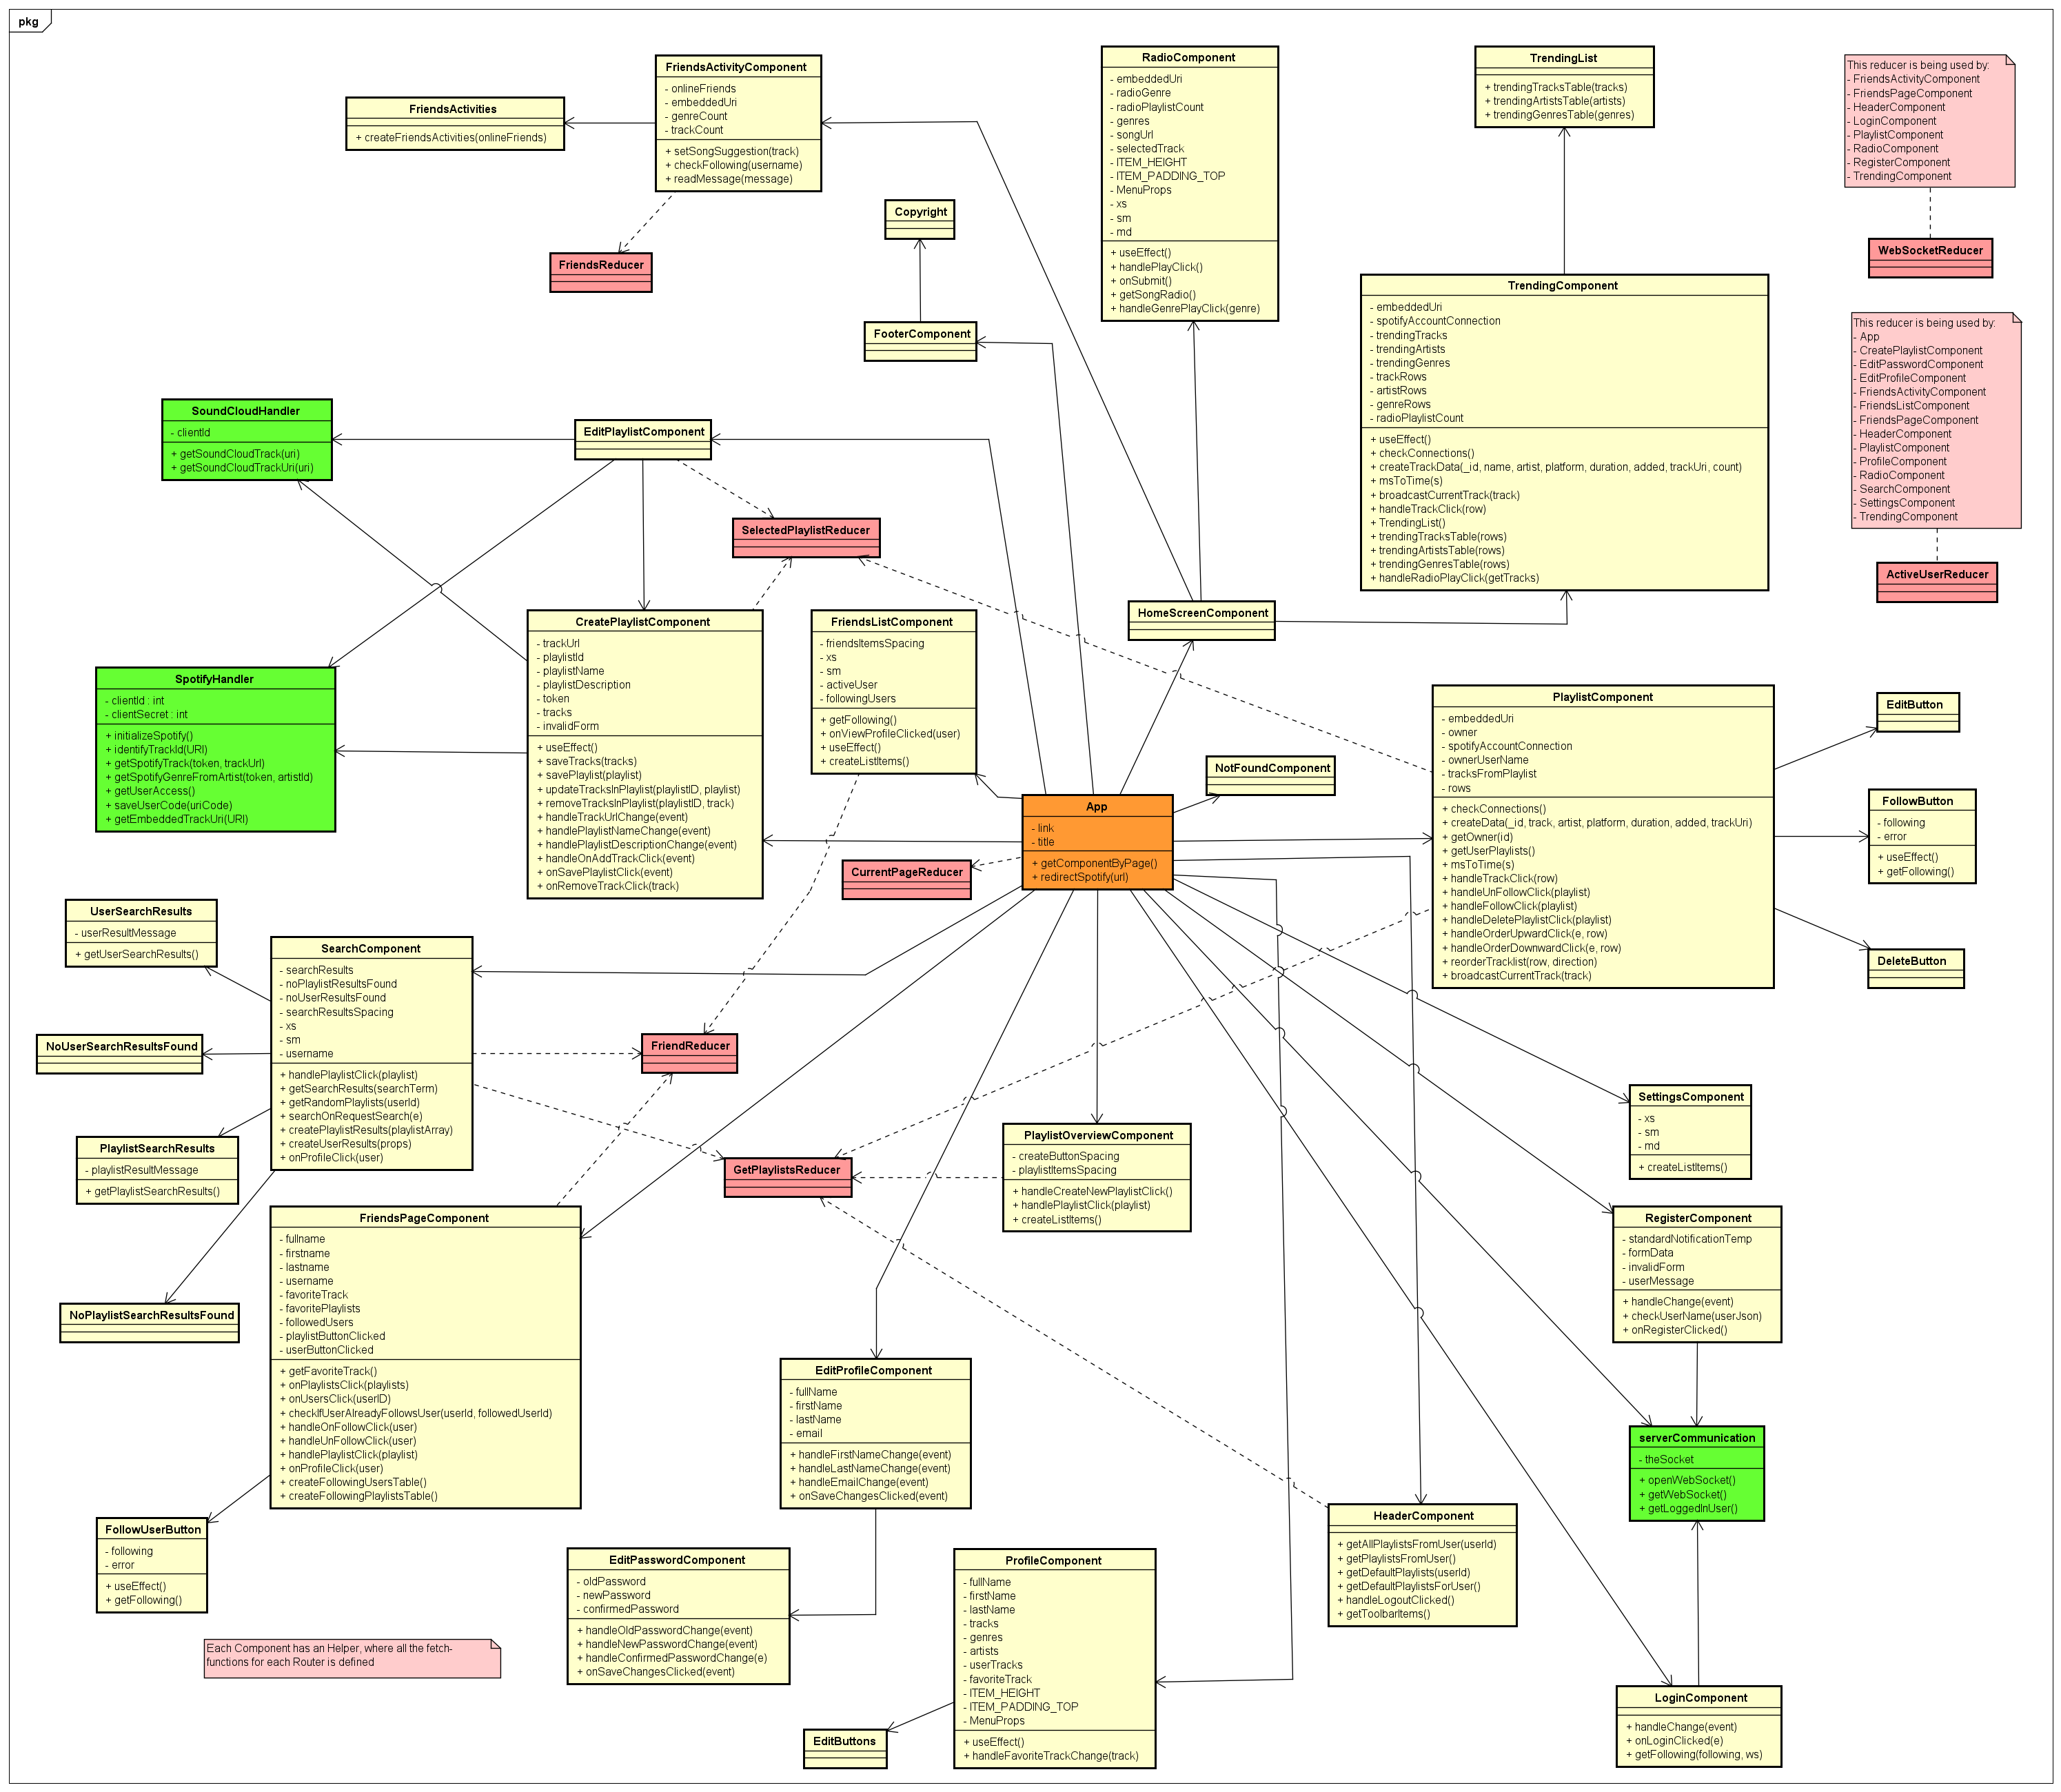 pkg
FriendsActivityComponent
- onlineFriends
- embeddedUri
- genreCount
- trackCount
+ setSongSuggestion(track)
+ checkFollowing(username)
+ readMessage(message)
FriendsActivities
+ createFriendsActivities(onlineFriends)
FriendsReducer
Copyright
FooterComponent
RadioComponent
- embeddedUri
- radioGenre
- radioPlaylistCount
- genres
- songUrl
- selectedTrack
- ITEM_HEIGHT
- ITEM_PADDING_TOP
- MenuProps
- xs
- sm
- md
+ useEffect()
+ handlePlayClick()
+ onSubmit()
+ getSongRadio()
+ handleGenrePlayClick(genre)
TrendingList
+ trendingTracksTable(tracks)
+ trendingArtistsTable(artists)
+ trendingGenresTable(genres)
This reducer is being used by:
- FriendsActivityComponent
- FriendsPageComponent
- HeaderComponent
- LoginComponent
- PlaylistComponent
- RadioComponent
- RegisterComponent
- TrendingComponent
WebSocketReducer
TrendingComponent
- embeddedUri
- spotifyAccountConnection
- trendingTracks
- trendingArtists
- trendingGenres
- trackRows
- artistRows
- genreRows
- radioPlaylistCount
+ useEffect()
+ checkConnections()
+ createTrackData(_id, name, artist, platform, duration, added, trackUri, count)
+ msToTime(s)
+ broadcastCurrentTrack(track)
+ handleTrackClick(row)
+ TrendingList()
+ trendingTracksTable(rows)
+ trendingArtistsTable(rows)
+ trendingGenresTable(rows)
+ handleRadioPlayClick(getTracks)
This reducer is being used by:
- App
- CreatePlaylistComponent
- EditPasswordComponent
- EditProfileComponent
- FriendsActivityComponent
- FriendsListComponent
- FriendsPageComponent
- HeaderComponent
- PlaylistComponent
- ProfileComponent
- RadioComponent
- SearchComponent
- SettingsComponent
- TrendingComponent
ActiveUserReducer
SoundCloudHandler
- clientId
+ getSoundCloudTrack(uri)
+ getSoundCloudTrackUri(uri)
EditPlaylistComponent
SelectedPlaylistReducer
HomeScreenComponent
SpotifyHandler
- clientId : int
- clientSecret : int
+ initializeSpotify()
+ identifyTrackId(URI)
+ getSpotifyTrack(token, trackUrl)
+ getSpotifyGenreFromArtist(token, artistId)
+ getUserAccess()
+ saveUserCode(uriCode)
+ getEmbeddedTrackUri(URI)
CreatePlaylistComponent
- trackUrl
- playlistId
- playlistName
- playlistDescription
- token
- tracks
- invalidForm
+ useEffect()
+ saveTracks(tracks)
+ savePlaylist(playlist)
+ updateTracksInPlaylist(playlistID, playlist)
+ removeTracksInPlaylist(playlistID, track)
+ handleTrackUrlChange(event)
+ handlePlaylistNameChange(event)
+ handlePlaylistDescriptionChange(event)
+ handleOnAddTrackClick(event)
+ onSavePlaylistClick(event)
+ onRemoveTrackClick(track)
FriendsListComponent
- friendsItemsSpacing
- xs
- sm
- activeUser
- followingUsers
+ getFollowing()
+ onViewProfileClicked(user)
+ useEffect()
+ createListItems()
NotFoundComponent
App
- link
- title
+ getComponentByPage()
+ redirectSpotify(url)
CurrentPageReducer
PlaylistComponent
- embeddedUri
- owner
- spotifyAccountConnection
- ownerUserName
- tracksFromPlaylist
- rows
+ checkConnections()
+ createData(_id, track, artist, platform, duration, added, trackUri)
+ getOwner(id)
+ getUserPlaylists()
+ msToTime(s)
+ handleTrackClick(row)
+ handleUnFollowClick(playlist)
+ handleFollowClick(playlist)
+ handleDeletePlaylistClick(playlist)
+ handleOrderUpwardClick(e, row)
+ handleOrderDownwardClick(e, row)
+ reorderTracklist(row, direction)
+ broadcastCurrentTrack(track)
EditButton
FollowButton
- following
- error
+ useEffect()
+ getFollowing()
DeleteButton
UserSearchResults
- userResultMessage
+ getUserSearchResults()
SearchComponent
- searchResults
- noPlaylistResultsFound
- noUserResultsFound
- searchResultsSpacing
- xs
- sm
- username
+ handlePlaylistClick(playlist)
+ getSearchResults(searchTerm)
+ getRandomPlaylists(userId)
+ searchOnRequestSearch(e)
+ createPlaylistResults(playlistArray)
+ createUserResults(props)
+ onProfileClick(user)
NoUserSearchResultsFound
PlaylistSearchResults
- playlistResultMessage
+ getPlaylistSearchResults()
NoPlaylistSearchResultsFound
FriendReducer
GetPlaylistsReducer
PlaylistOverviewComponent
- createButtonSpacing
- playlistItemsSpacing
+ handleCreateNewPlaylistClick()
+ handlePlaylistClick(playlist)
+ createListItems()
SettingsComponent
- xs
- sm
- md
+ createListItems()
RegisterComponent
- standardNotificationTemp
- formData
- invalidForm
- userMessage
+ handleChange(event)
+ checkUserName(userJson)
+ onRegisterClicked()
FriendsPageComponent
- fullname
- firstname
- lastname
- username
- favoriteTrack
- favoritePlaylists
- followedUsers
- playlistButtonClicked
- userButtonClicked
+ getFavoriteTrack()
+ onPlaylistsClick(playlists)
+ onUsersClick(userID)
+ checkIfUserAlreadyFollowsUser(userId, followedUserId)
+ handleOnFollowClick(user)
+ handleUnFollowClick(user)
+ handlePlaylistClick(playlist)
+ onProfileClick(user)
+ createFollowingUsersTable()
+ createFollowingPlaylistsTable()
EditProfileComponent
- fullName
- firstName
- lastName
- email
+ handleFirstNameChange(event)
+ handleLastNameChange(event)
+ handleEmailChange(event)
+ onSaveChangesClicked(event)
serverCommunication
- theSocket
+ openWebSocket()
+ getWebSocket()
+ getLoggedInUser()
FollowUserButton
- following
- error
+ useEffect()
+ getFollowing()
EditPasswordComponent
- oldPassword
- newPassword
- confirmedPassword
+ handleOldPasswordChange(event)
+ handleNewPasswordChange(event)
+ handleConfirmedPasswordChange(e)
+ onSaveChangesClicked(event)
ProfileComponent
- fullName
- firstName
- lastName
- tracks
- genres
- artists
- userTracks
- favoriteTrack
- ITEM_HEIGHT
- ITEM_PADDING_TOP
- MenuProps
+ useEffect()
+ handleFavoriteTrackChange(track)
HeaderComponent
+ getAllPlaylistsFromUser(userId)
+ getPlaylistsFromUser()
+ getDefaultPlaylists(userId)
+ getDefaultPlaylistsForUser()
+ handleLogoutClicked()
+ getToolbarItems()
Each Component has an Helper, where all the fetch-
functions for each Router is defined
EditButtons
LoginComponent
+ handleChange(event)
+ onLoginClicked(e)
+ getFollowing(following, ws)